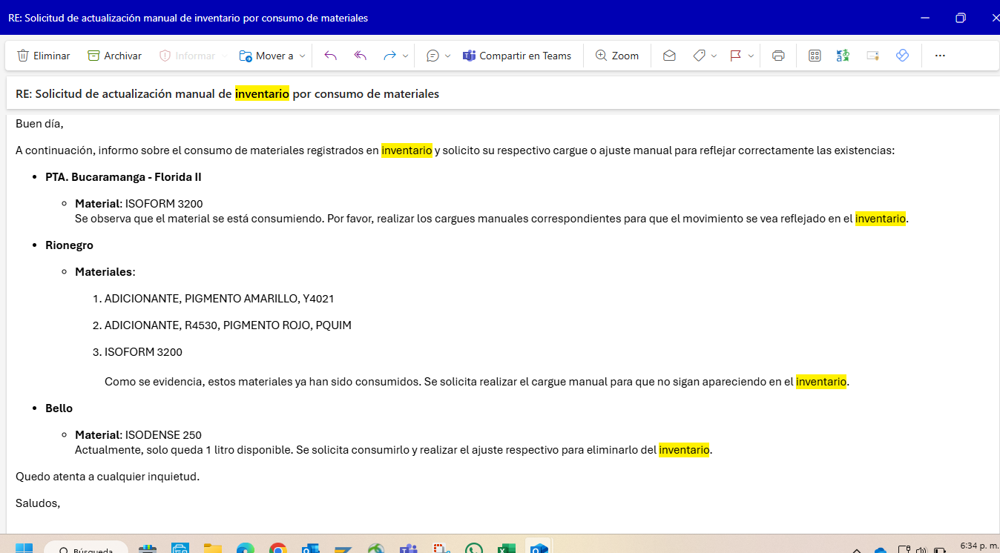 RE: Solicitud de actualización manual de inventario por consumo de materiales
Eliminar Archivar Informar Mover a Compartir en Teams Zoom
RE: Solicitud de actualización manual de inventario por consumo de materiales
Buen día,
A continuación, informo sobre el consumo de materiales registrados en inventario y solicito su respectivo cargue o ajuste manual para reflejar correctamente las existencias:
• PTA. Bucaramanga - Florida II
◦ Material: ISOFORM 3200
Se observa que el material se está consumiendo. Por favor, realizar los cargues manuales correspondientes para que el movimiento se vea reflejado en el inventario.
• Rionegro
◦ Materiales:
1. ADICIONANTE, PIGMENTO AMARILLO, Y4021
2. ADICIONANTE, R4530, PIGMENTO ROJO, PQUIM
3. ISOFORM 3200
Como se evidencia, estos materiales ya han sido consumidos. Se solicita realizar el cargue manual para que no sigan apareciendo en el inventario.
• Bello
◦ Material: ISODENSE 250
Actualmente, solo queda 1 litro disponible. Se solicita consumirlo y realizar el ajuste respectivo para eliminarlo del inventario.
Quedo atenta a cualquier inquietud.
Saludos,
Búsqueda
6:34 p. m.